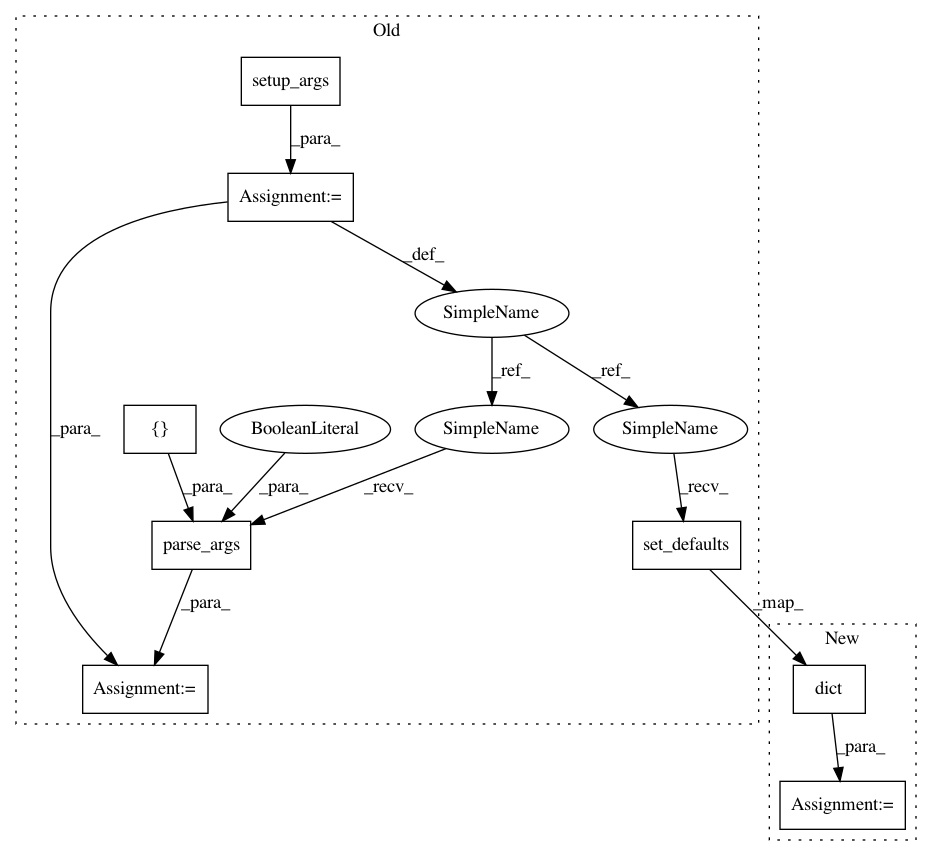 Old
setup_args
_para_
Assignment:=
_def_
SimpleName
_ref_
_ref_
_para_
{}
BooleanLiteral
SimpleName
SimpleName
_para_
_para_
_recv_
_recv_
parse_args
set_defaults
_para_
_map_
New
Assignment:=
dict
_para_
Assignment:=